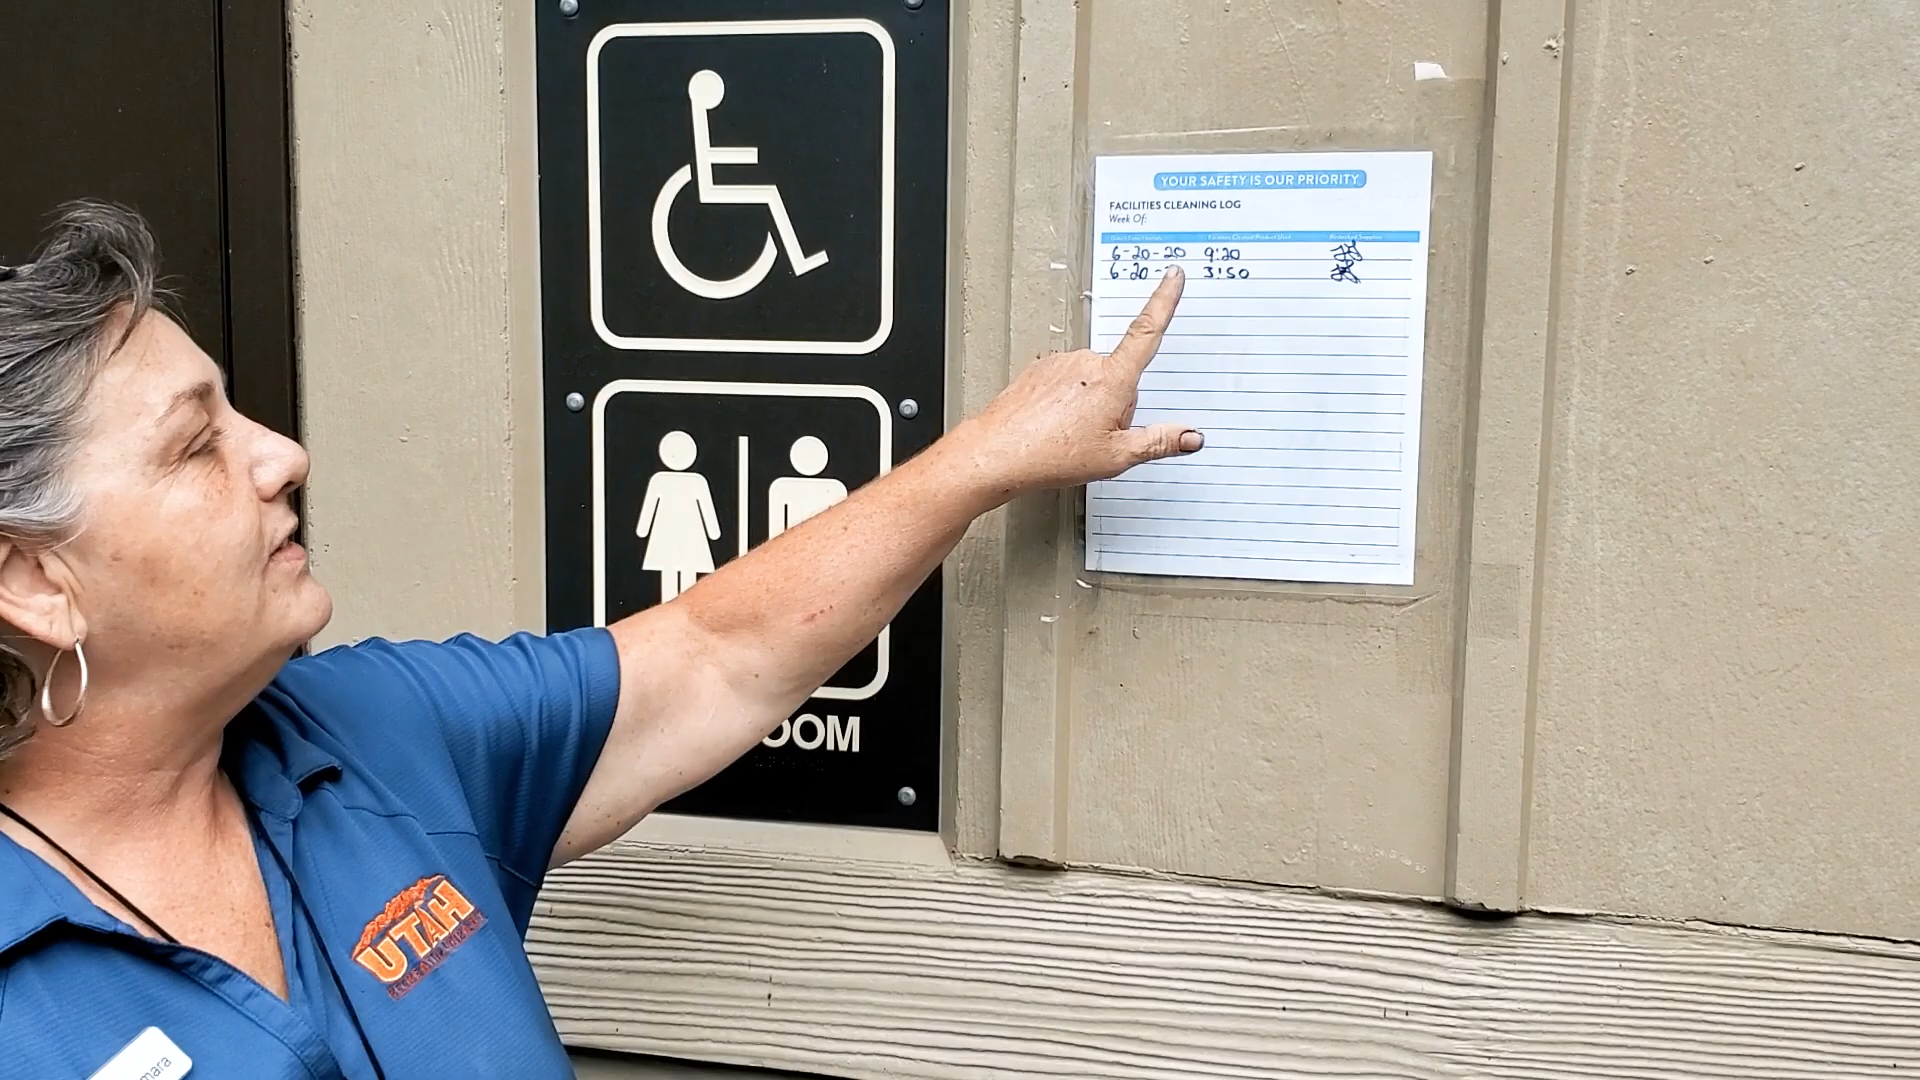 YOUR SAFETY IS OUR PRIORITY
FACILITIES CLEANING LOG
Week Of:
6-20-20 9:20
6-20- 3:50
OOM
UTAH
mara